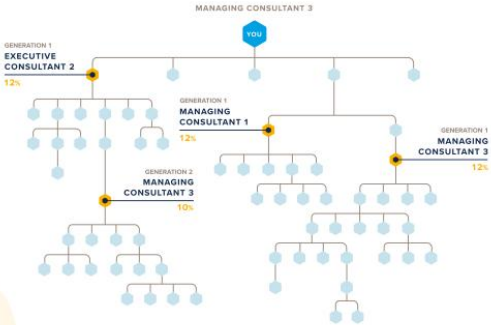 MANAGING CONSULTANT 3
YOU
GENERATION 1
EXECUTIVE
CONSULTANT 2
12%
GENERATION 1
MANAGING
CONSULTANT 1
12%
GENERATION 1
MANAGING
CONSULTANT 3
12%
GENERATION 2
MANAGING
CONSULTANT 3
10%